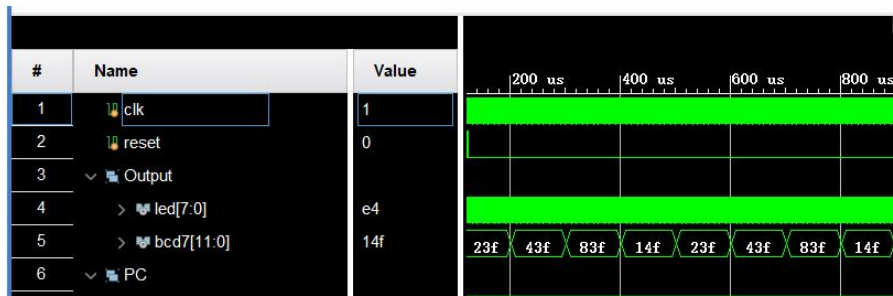 # Name Value 200 us 400 us 600 us 800 us
1 clk 1
2 reset 0
3 Output
4 led[7:0] e4
5 bcd7[11:0] 14f 23f 43f 83f 14f 23f 43f 83f 14f
6 PC